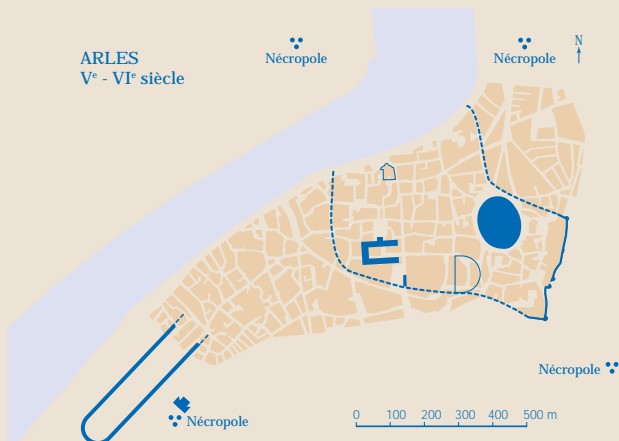 ARLES
Vᵉ - VIᵉ siècle
Nécropole
Nécropole
N
Nécropole
Nécropole
0 100 200 300 400 500 m